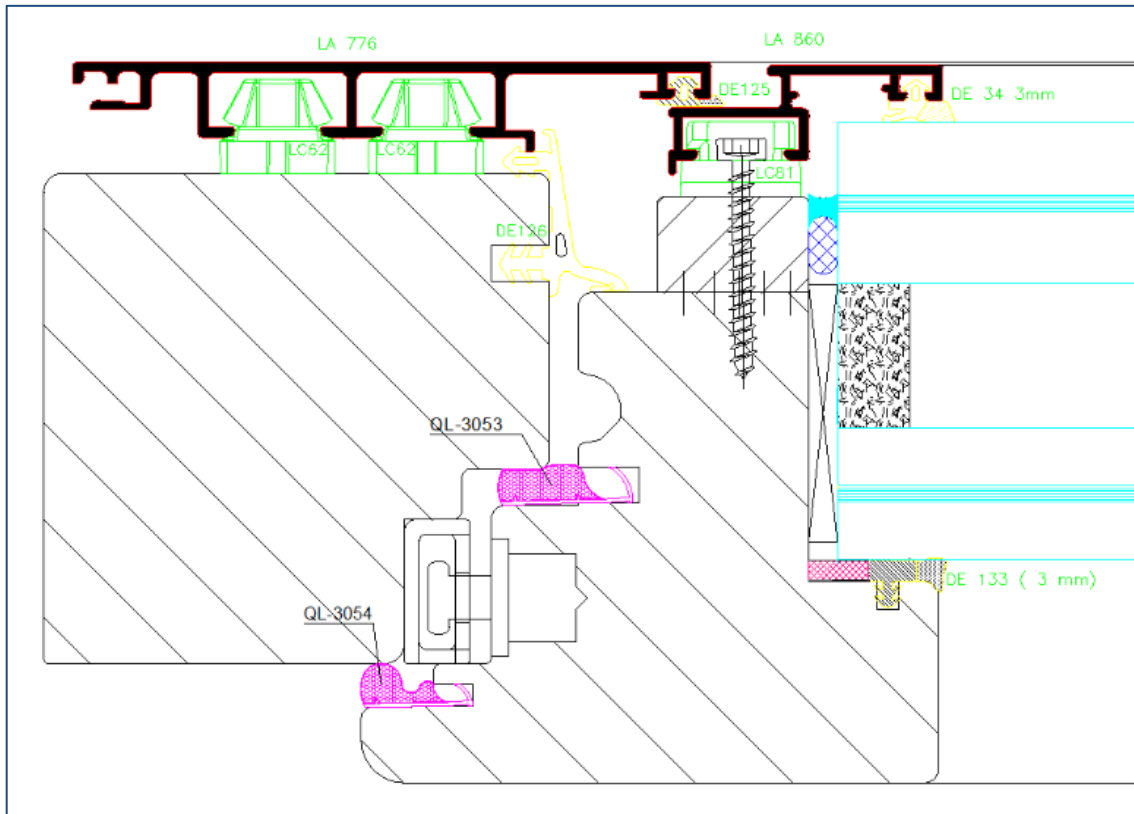 LA 776
LA 860
DE125
DE 34 3mm
LC62
LC62
LC81
DE126
QL-3053
QL-3054
DE 133 ( 3 mm)